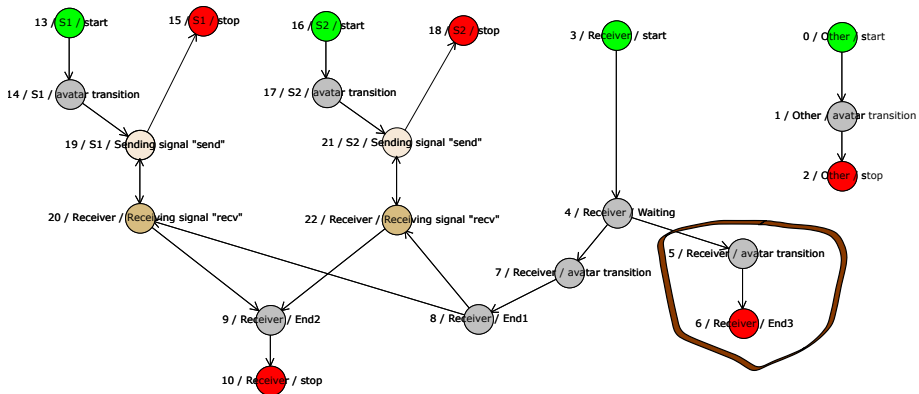 13 / S1 / start
15 / S1 / stop
16 / S2 / start
18 / S2 / stop
3 / Receiver / start
0 / Other / start
14 / S1 / avatar transition
17 / S2 / avatar transition
1 / Other / avatar transition
19 / S1 / Sending signal "send"
21 / S2 / Sending signal "send"
2 / Other / stop
20 / Receiver / Receiving signal "recv"
22 / Receiver / Receiving signal "recv"
4 / Receiver / Waiting
5 / Receiver / avatar transition
7 / Receiver / avatar transition
9 / Receiver / End2
8 / Receiver / End1
6 / Receiver / End3
10 / Receiver / stop